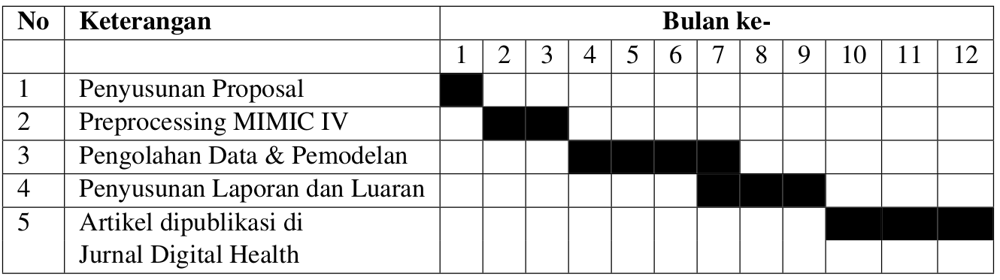 No Keterangan Bulan ke-
1 2 3 4 5 6 7 8 9 10 11 12
1 Penyusunan Proposal
2 Preprocessing MIMIC IV
3 Pengolahan Data & Pemodelan
4 Penyusunan Laporan dan Luaran
5 Artikel dipublikasi di
Jurnal Digital Health